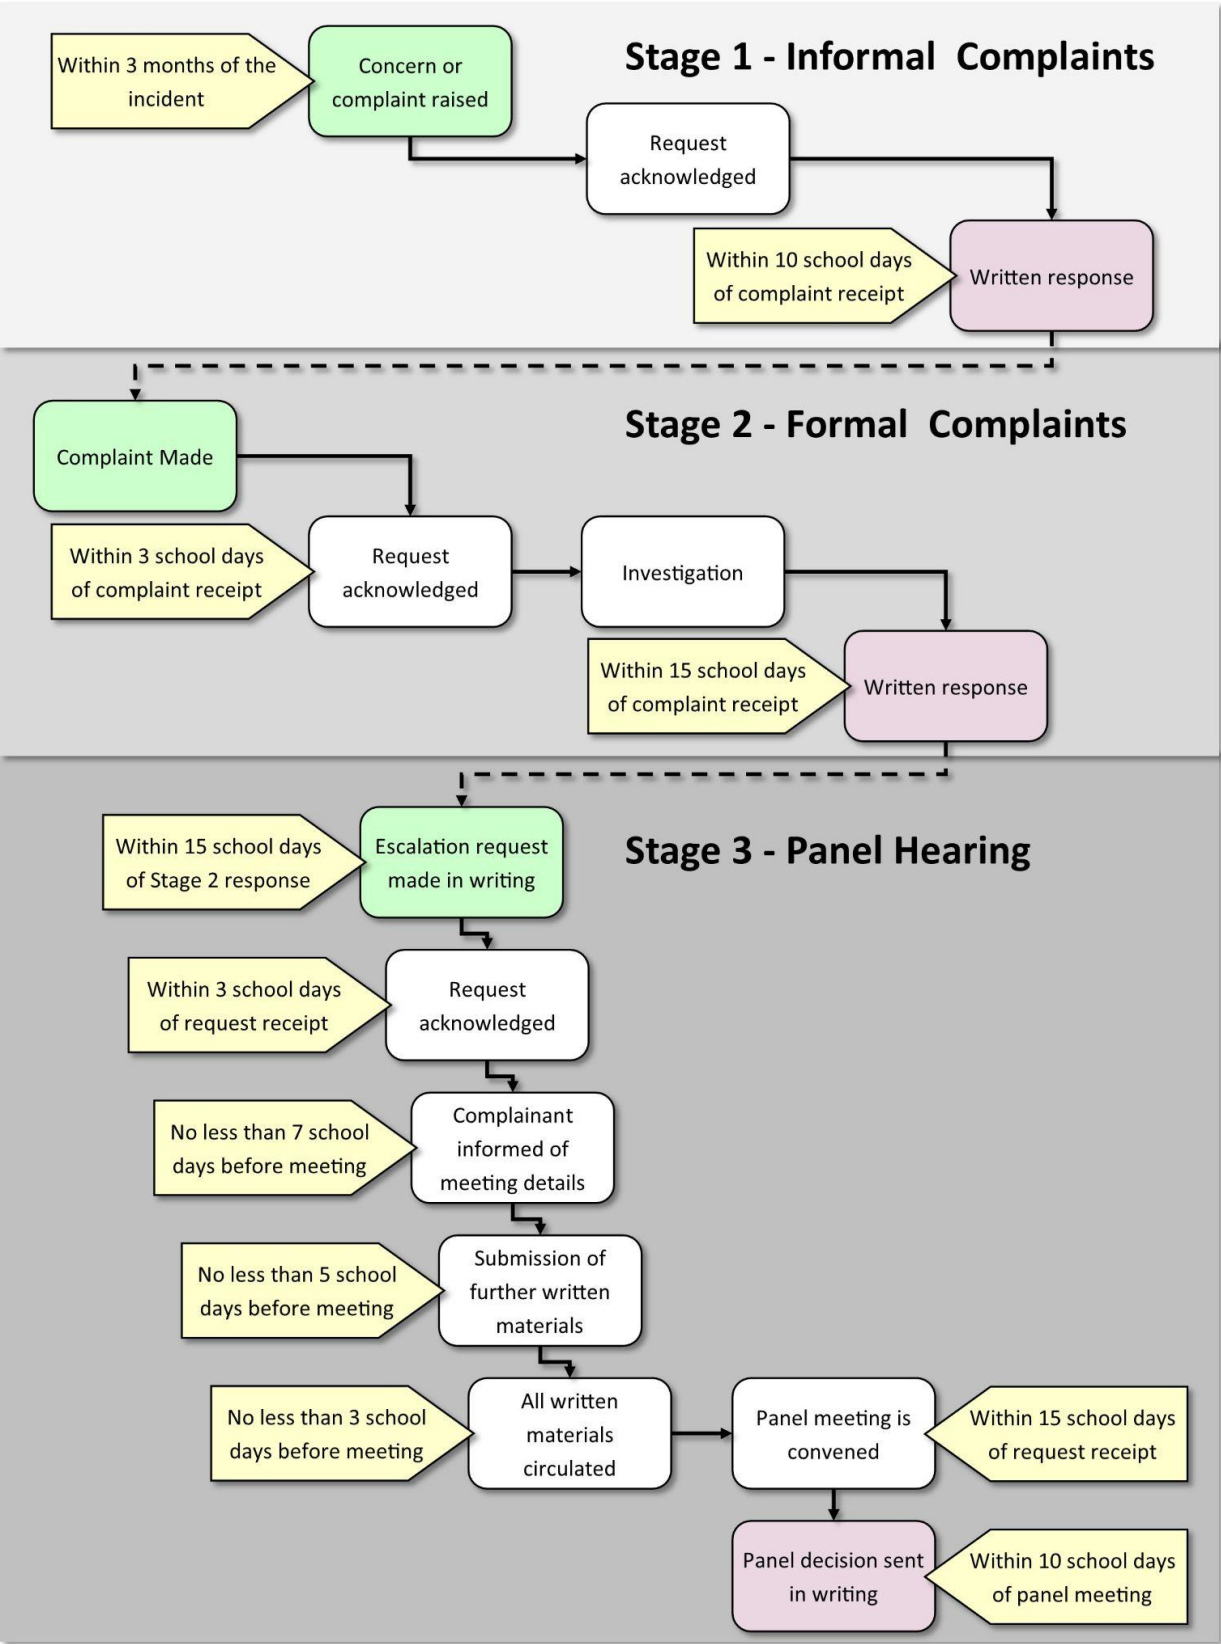 Stage 1 - Informal  Complaints
Within 3 months of the
incident
Concern or
complaint raised
Request
acknowledged
Within 10 school days
of complaint receipt
Written response
Stage 2 - Formal  Complaints
Complaint Made
Within 3 school days
of complaint receipt
Request
acknowledged
Investigation
Within 15 school days
of complaint receipt
Written response
Stage 3 - Panel Hearing
Within 15 school days
of Stage 2 response
Escalation request
made in writing
Within 3 school days
of request receipt
Request
acknowledged
No less than 7 school
days before meeting
Complainant
informed of
meeting details
No less than 5 school
days before meeting
Submission of
further written
materials
No less than 3 school
days before meeting
All written
materials
circulated
Panel meeting is
convened
Within 15 school days
of request receipt
Panel decision sent
in writing
Within 10 school days
of panel meeting